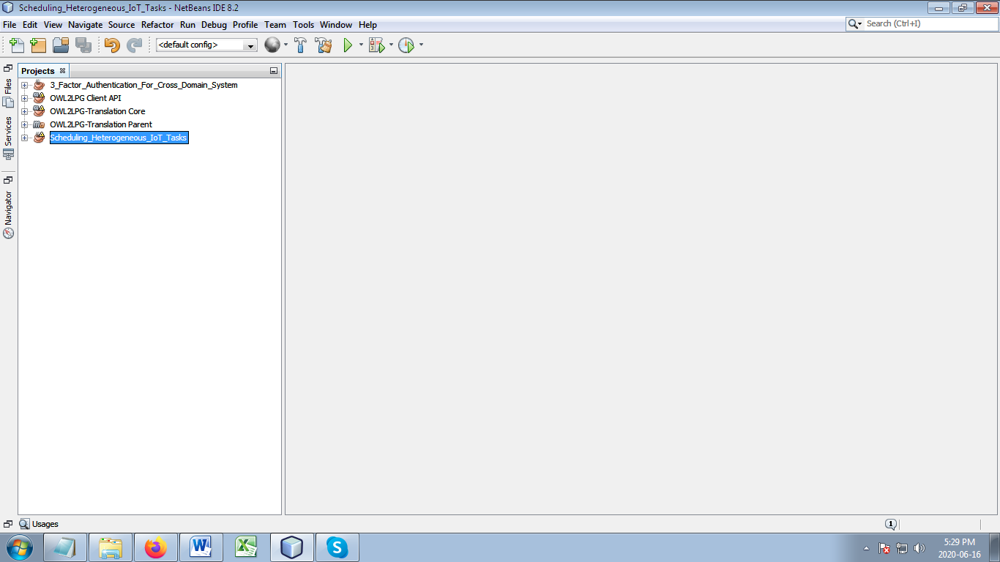 Scheduling_Heterogeneous_IoT_Tasks - NetBeans IDE 8.2
File Edit View Navigate Source Refactor Run Debug Profile Team Tools Window Help
Search (Ctrl+I)
<default config>
Projects
Files
Services
Navigator
3_Factor_Authentication_For_Cross_Domain_System
OWL2LPG Client API
OWL2LPG-Translation Core
OWL2LPG-Translation Parent
Scheduling_Heterogeneous_IoT_Tasks
Usages
1
5:29 PM
2020-06-16